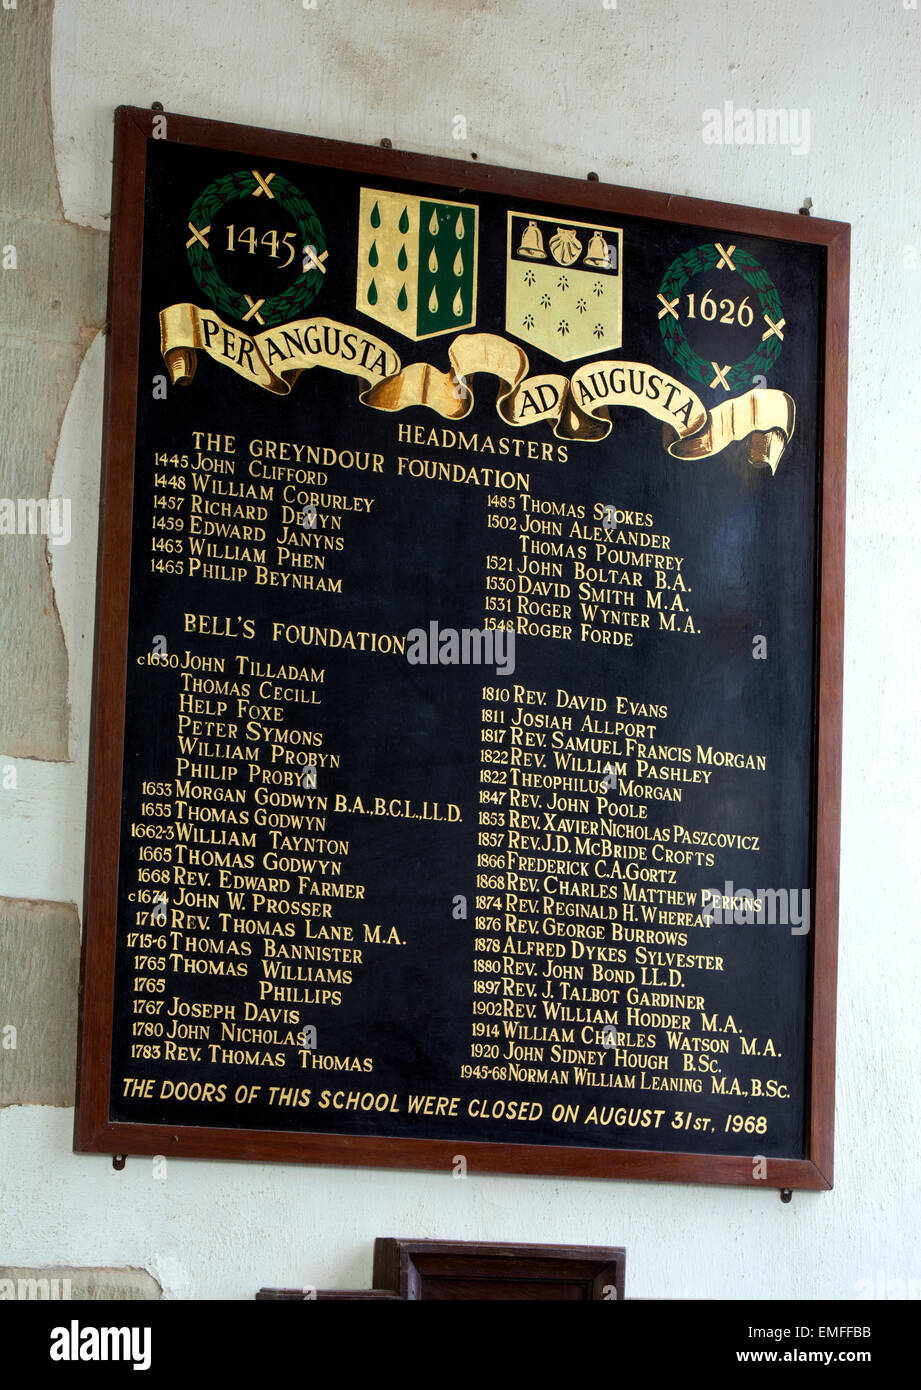 1445
1626
PER ANGUSTA AD AUGUSTA
HEADMASTERS
THE GREYNDOUR FOUNDATION
1445 JOHN CLIFFORD
1448 WILLIAM COBURLEY
1457 RICHARD DEVYN
1459 EDWARD JANYNS
1463 WILLIAM PHEN
1465 PHILIP BEYNHAM
1485 THOMAS STOKES
1502 JOHN ALEXANDER
THOMAS POUMFREY
1521 JOHN BOLTAR B.A.
1530 DAVID SMITH M.A.
1531 ROGER WYNTER M.A.
1548 ROGER FORDE
BELL'S FOUNDATION
c1630 JOHN TILLADAM
THOMAS CECILL
HELP FOXE
PETER SYMONS
WILLIAM PROBYN
PHILIP PROBYN
1653 MORGAN GODWYN B.A., B.C.L., LL.D.
1655 THOMAS GODWYN
1662-3 WILLIAM TAYNTON
1665 THOMAS GODWYN
1668 REV. EDWARD FARMER
c1674 JOHN W. PROSSER
1710 REV. THOMAS LANE M.A.
1715-6 THOMAS BANNISTER
1765 THOMAS WILLIAMS
1765 PHILLIPS
1767 JOSEPH DAVIS
1780 JOHN NICHOLAS
1783 REV. THOMAS THOMAS
1810 REV. DAVID EVANS
1811 JOSIAH ALLPORT
1817 REV. SAMUEL FRANCIS MORGAN
1822 REV. WILLIAM PASHLEY
1822 THEOPHILUS MORGAN
1847 REV. JOHN POOLE
1853 REV. XAVIER NICHOLAS PASZCOVICZ
1857 REV. J.D. McBRIDE CROFTS
1866 FREDERICK C.A. GORTZ
1868 REV. CHARLES MATTHEW PERKINS
1874 REV. REGINALD H. WHEREAT
1876 REV. GEORGE BURROWS
1878 ALFRED DYKES SYLVESTER
1880 REV. JOHN BOND LL.D.
1897 REV. J. TALBOT GARDINER
1902 REV. WILLIAM HODDER M.A.
1914 WILLIAM CHARLES WATSON M.A.
1920 JOHN SIDNEY HOUGH B.Sc.
1945-68 NORMAN WILLIAM LEANING M.A., B.Sc.
THE DOORS OF THIS SCHOOL WERE CLOSED ON AUGUST 31ST, 1968
alamy
alamy stock photo
EMFFBB
www.alamy.com